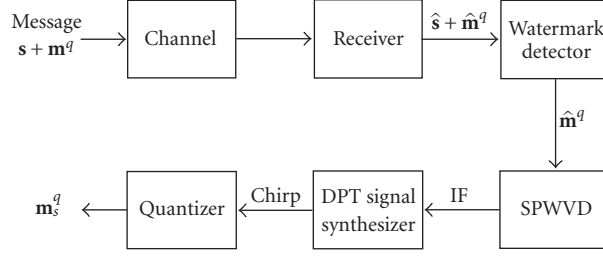 Message
s + m^q
Channel
Receiver
ŝ + m̂^q
Watermark
detector
m̂^q
m_s^q
Quantizer
Chirp
DPT signal
synthesizer
IF
SPWVD